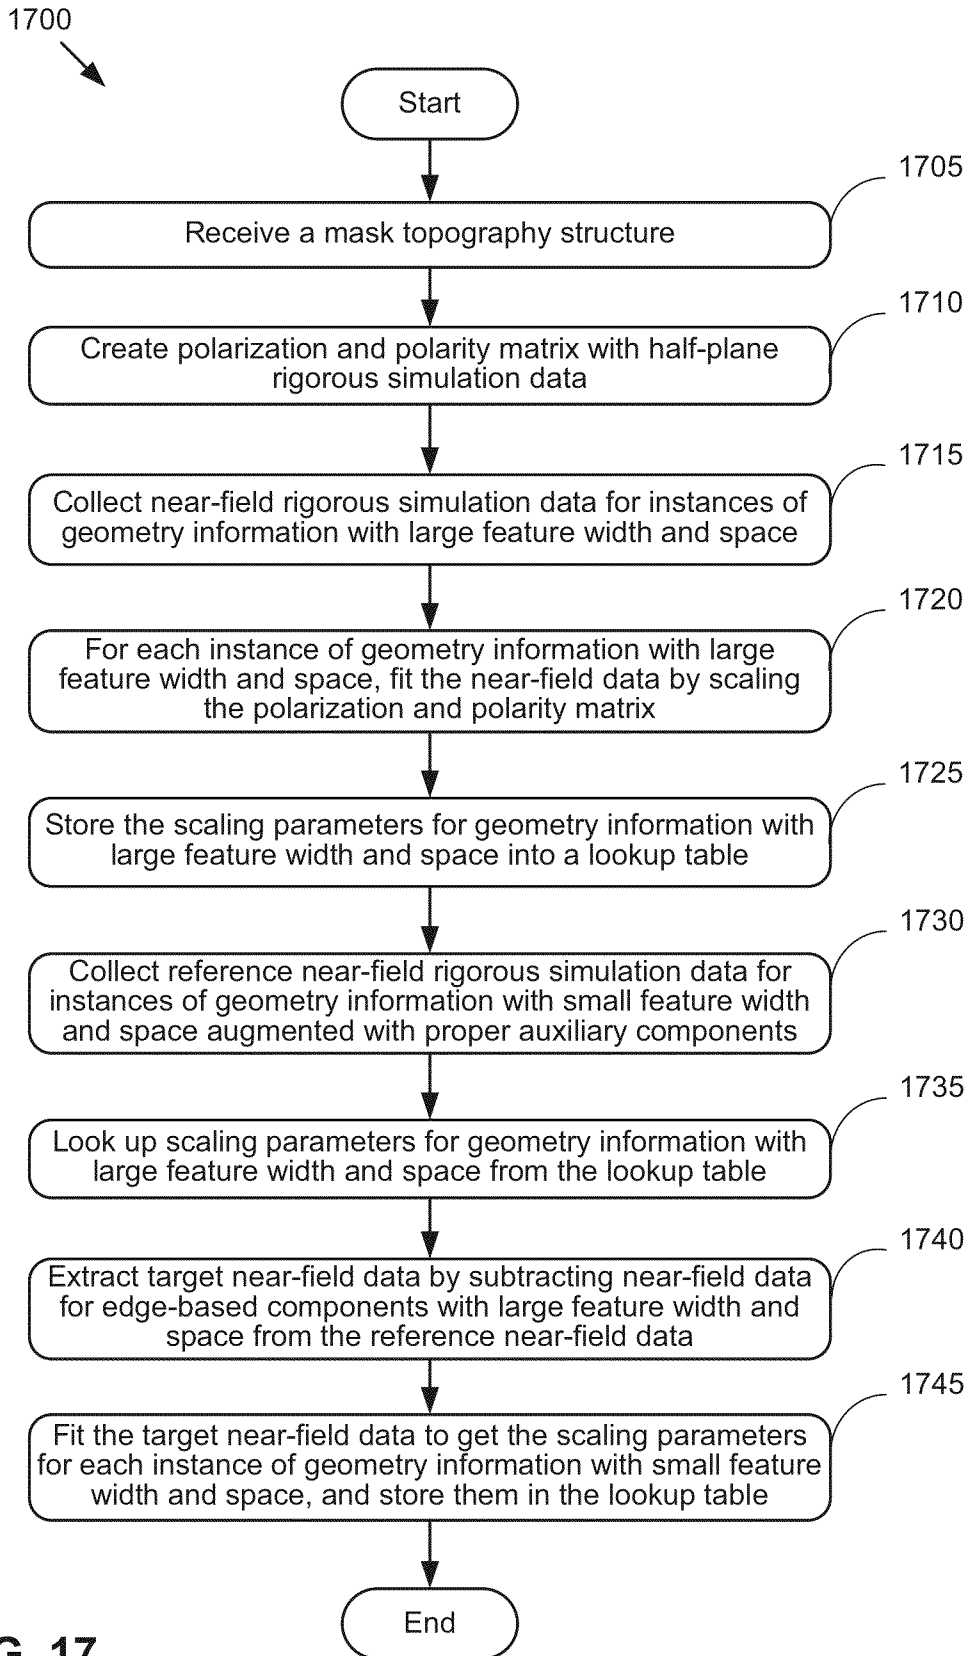 1700
Start
1705
Receive a mask topography structure
1710
Create polarization and polarity matrix with half-plane
rigorous simulation data
1715
Collect near-field rigorous simulation data for instances of
geometry information with large feature width and space
1720
For each instance of geometry information with large
feature width and space, fit the near-field data by scaling
the polarization and polarity matrix
1725
Store the scaling parameters for geometry information with
large feature width and space into a lookup table
1730
Collect reference near-field rigorous simulation data for
instances of geometry information with small feature width
and space augmented with proper auxiliary components
1735
Look up scaling parameters for geometry information with
large feature width and space from the lookup table
1740
Extract target near-field data by subtracting near-field data
for edge-based components with large feature width and
space from the reference near-field data
1745
Fit the target near-field data to get the scaling parameters
for each instance of geometry information with small feature
width and space, and store them in the lookup table
End
G. 17